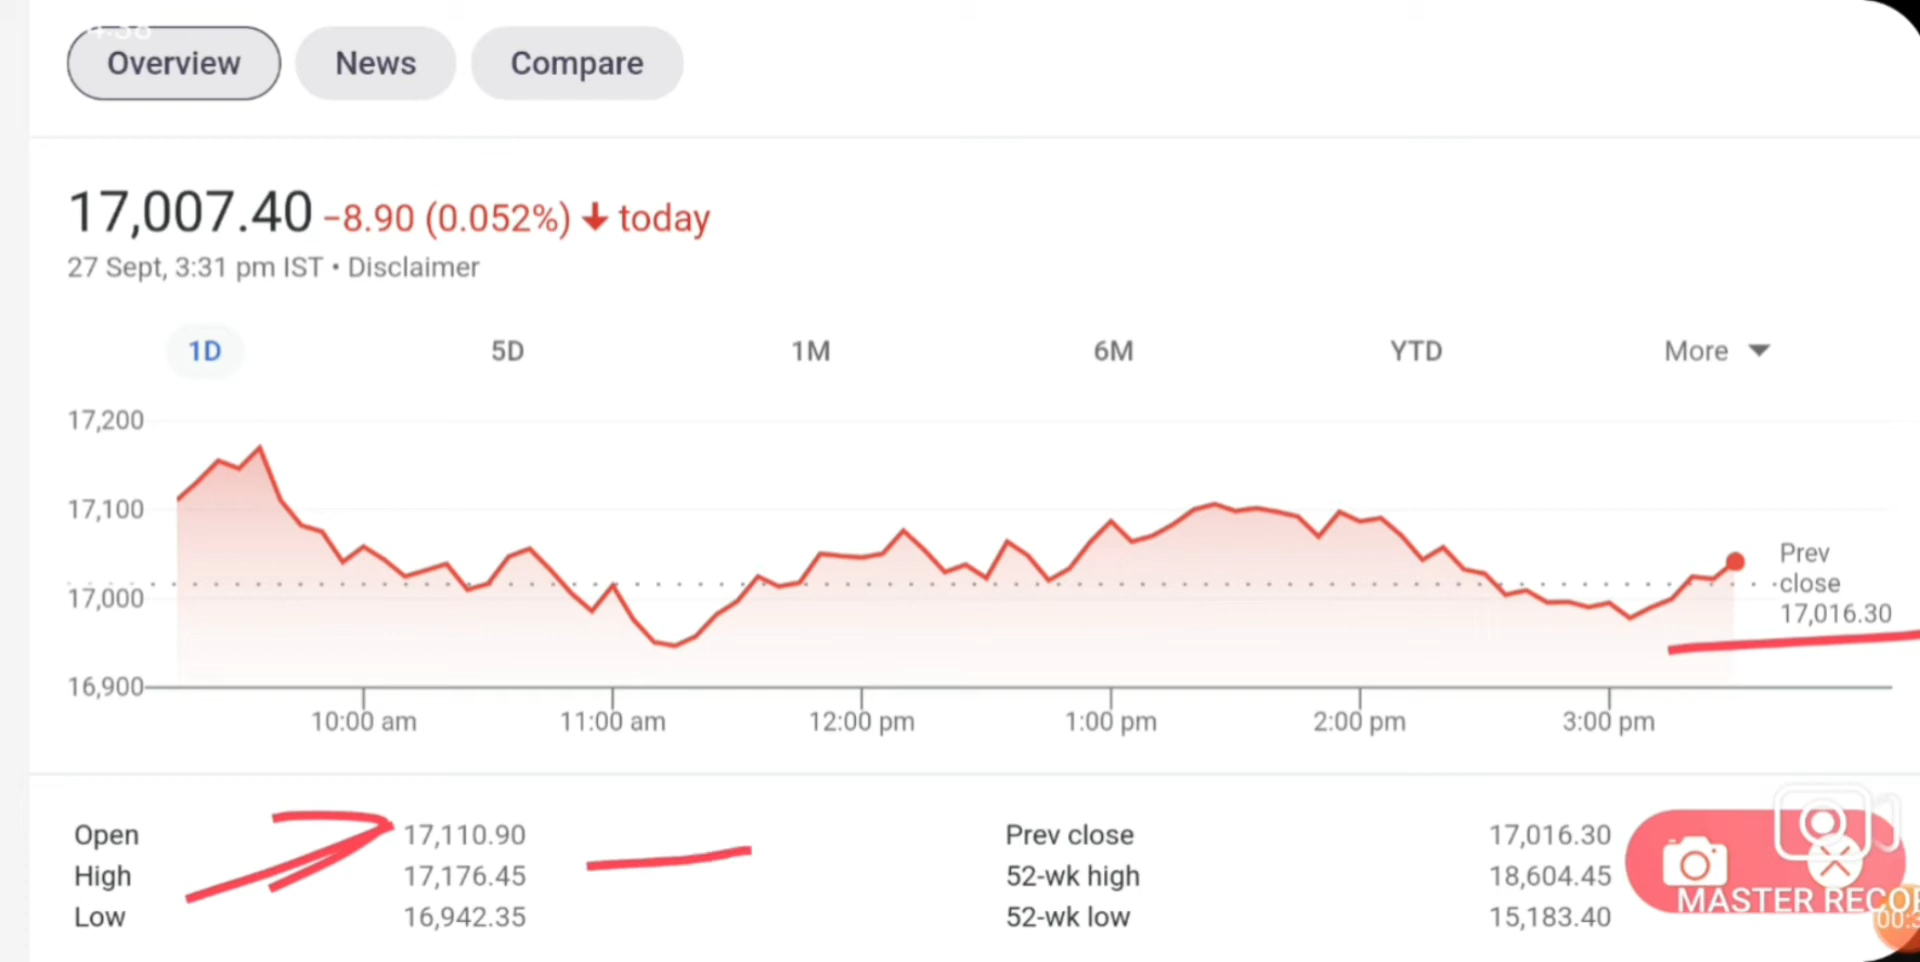 4:38
Overview News Compare
17,007.40 −8.90 (0.052%) ↓ today
27 Sept, 3:31 pm IST • Disclaimer
1D 5D 1M 6M YTD More
17,200
17,100
17,000
16,900
Prev
close
17,016.30
10:00 am 11:00 am 12:00 pm 1:00 pm 2:00 pm 3:00 pm
Open 17,110.90 Prev close 17,016.30
High 17,176.45 52-wk high 18,604.45
Low 16,942.35 52-wk low 15,183.40
MASTER